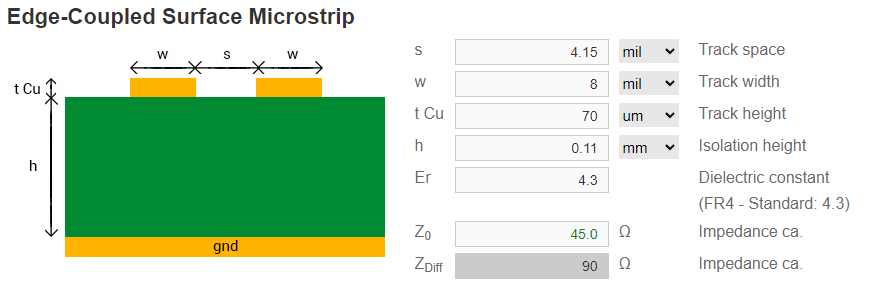 Edge-Coupled Surface Microstrip
w s w
t Cu
h
gnd
s 4.15 mil Track space
w 8 mil Track width
t Cu 70 um Track height
h 0.11 mm Isolation height
Er 4.3 Dielectric constant
(FR4 - Standard: 4.3)
Z0 45.0 Ω Impedance ca.
ZDiff 90 Ω Impedance ca.